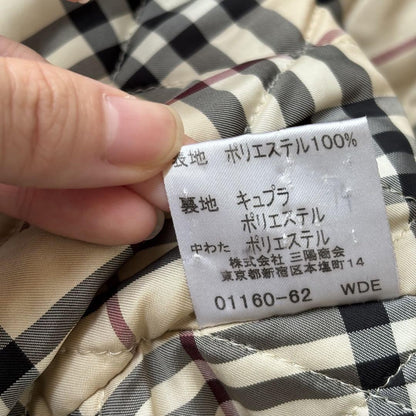 表地 ポリエステル100%
裏地 キュプラ
ポリエステル
中わた ポリエステル
株式会社 三陽商会
東京都新宿区本塩町14
01160-62 WDE